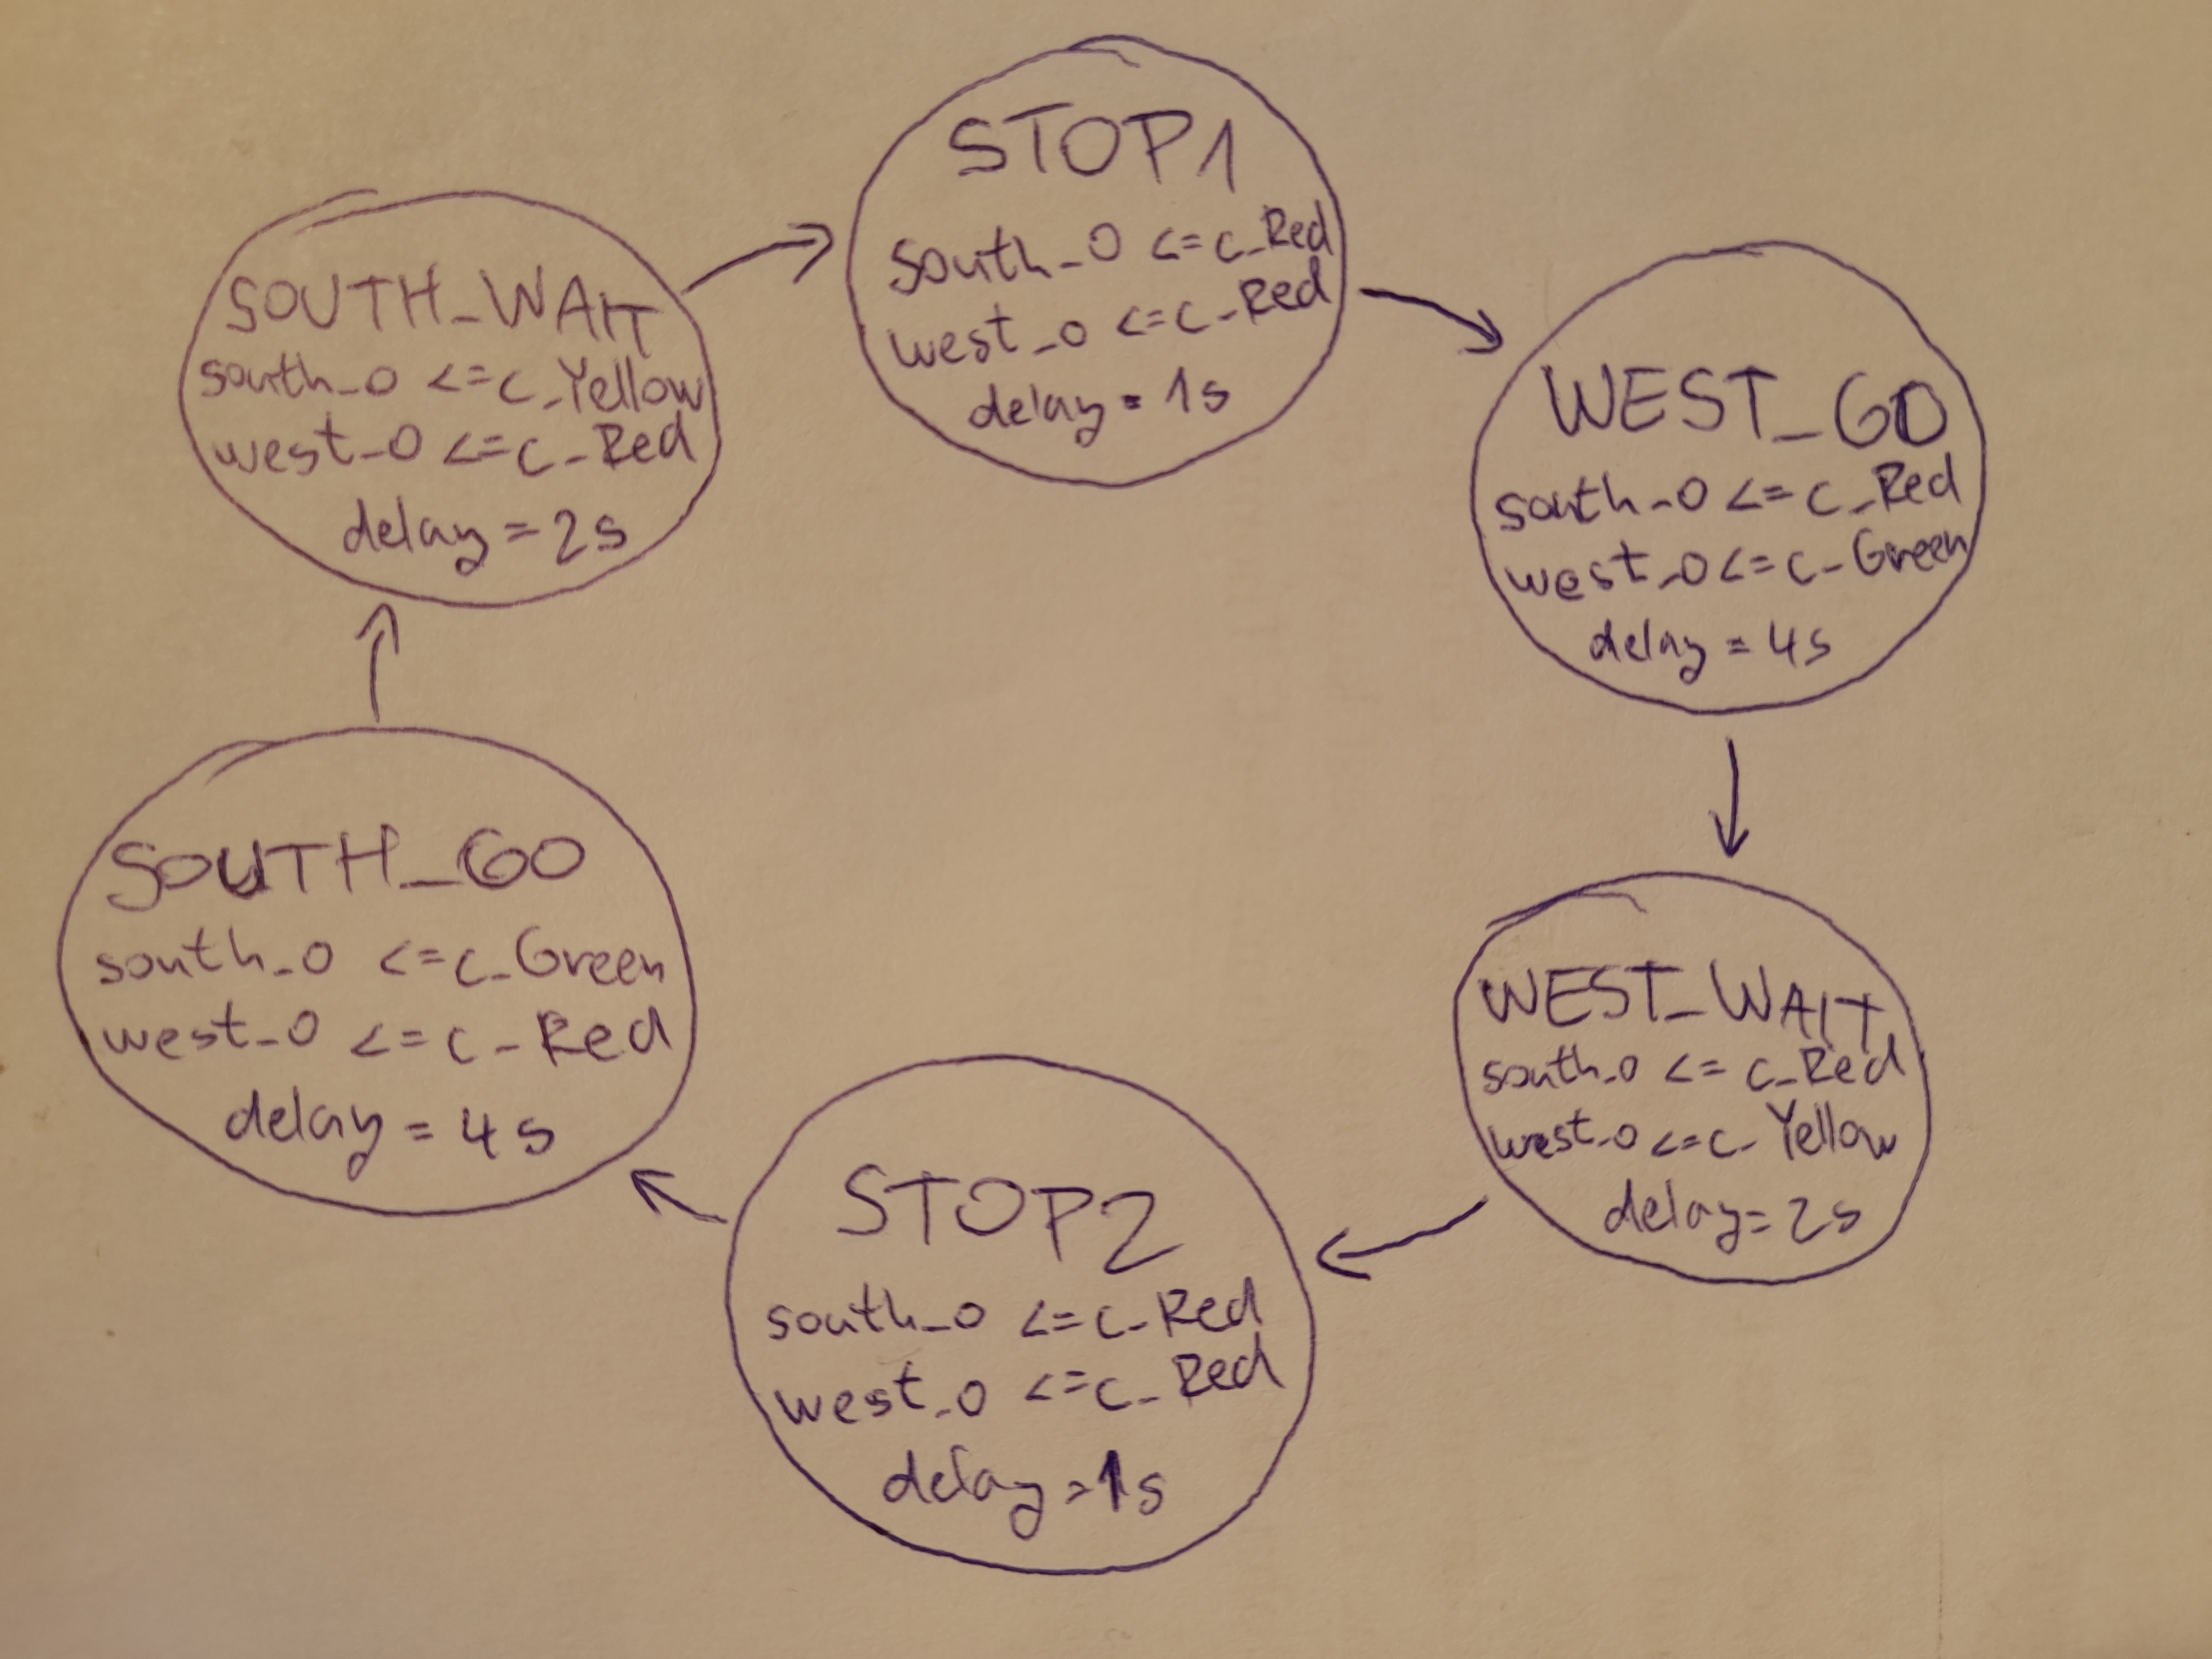 STOP1
south_o <= c_Red
west_o <= c_Red
delay = 1s
WEST_GO
south_o <= c_Red
west_o <= c_Green
delay = 4s
WEST_WAIT
south_o <= c_Red
west_o <= c_Yellow
delay = 2s
STOP2
south_o <= c_Red
west_o <= c_Red
delay = 1s
SOUTH_GO
south_o <= c_Green
west_o <= c_Red
delay = 4s
SOUTH_WAIT
south_o <= c_Yellow
west_o <= c_Red
delay = 2s